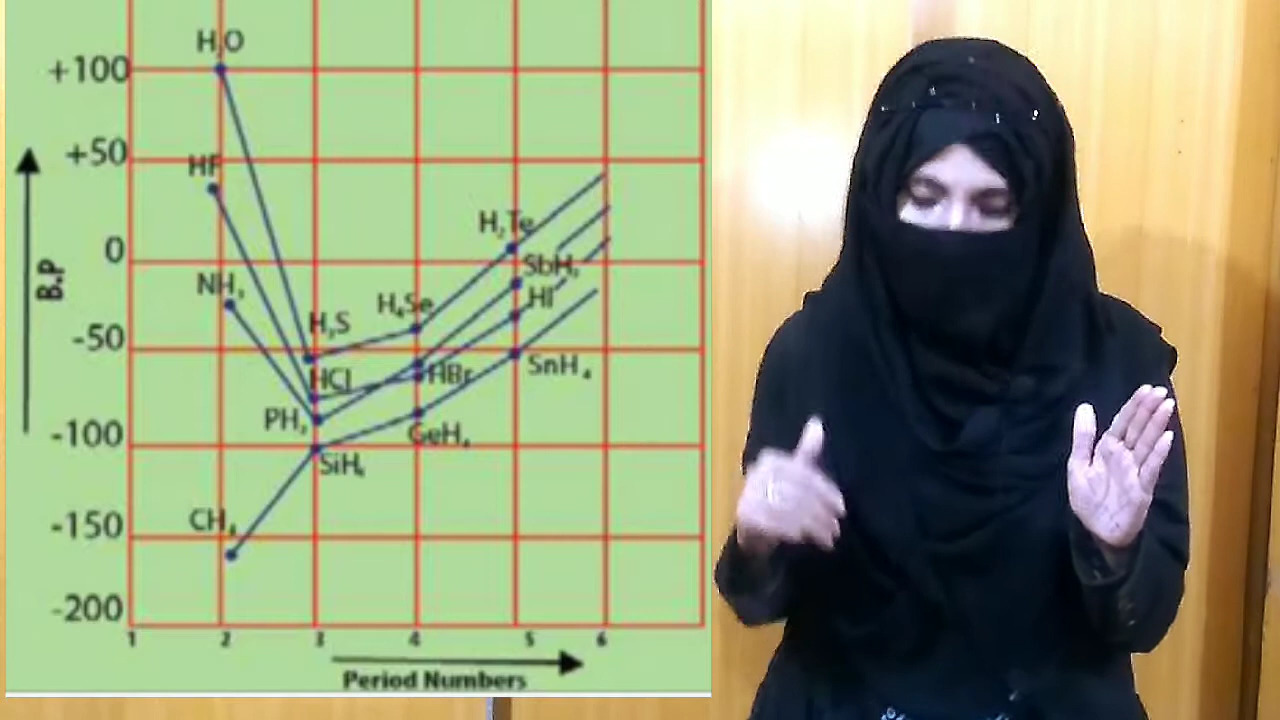 H₂O
+100
+50
HF
H₂Te
0
SbH₃
B.P
NH₃
HI
H₄Se
H₂S
-50
SnH₄
HCl
HBr
PH₃
-100
GeH₄
SiH₄
CH₄
-150
-200
1 2 3 4 5 6
Period Numbers